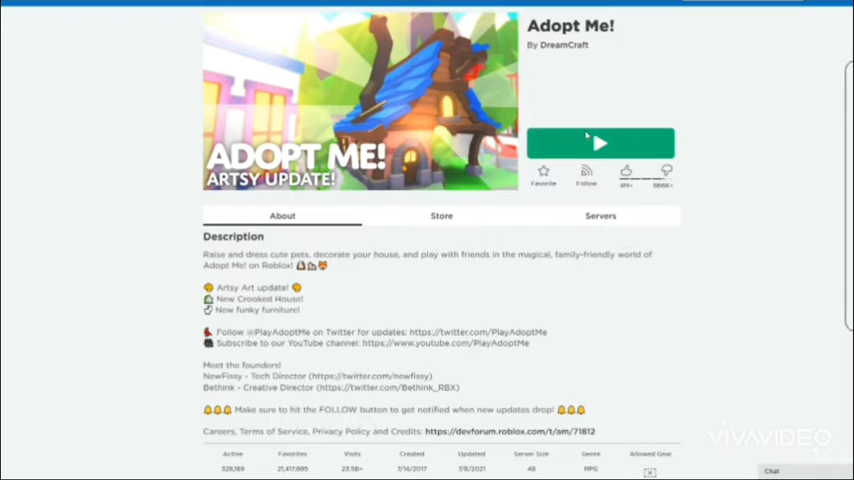 Adopt Me!
By DreamCraft
ADOPT ME!
ARTSY UPDATE!
Favorite
Follow
8M+
886K+
About
Store
Servers
Description
Raise and dress cute pets, decorate your house, and play with friends in the magical, family-friendly world of
Adopt Me! on Roblox! 🐶🏡🦊
Artsy Art update!
New Crooked House!
New funky furniture!
Follow @PlayAdoptMe on Twitter for updates: https://twitter.com/PlayAdoptMe
Subscribe to our YouTube channel: https://www.youtube.com/PlayAdoptMe
Meet the founders!
NewFissy - Tech Director (https://twitter.com/newfissy)
Bethink - Creative Director (https://twitter.com/Bethink_RBX)
🔔🔔🔔 Make sure to hit the FOLLOW button to get notified when new updates drop! 🔔🔔🔔
Careers, Terms of Service, Privacy Policy and Credits: https://devforum.roblox.com/t/am/71812
Active Favorites Visits Created Updated Server Size Genre Allowed Gear
328,189 21,417,695 23.5B+ 7/14/2017 7/8/2021 48 RPG
VIVAVIDEO
Chat